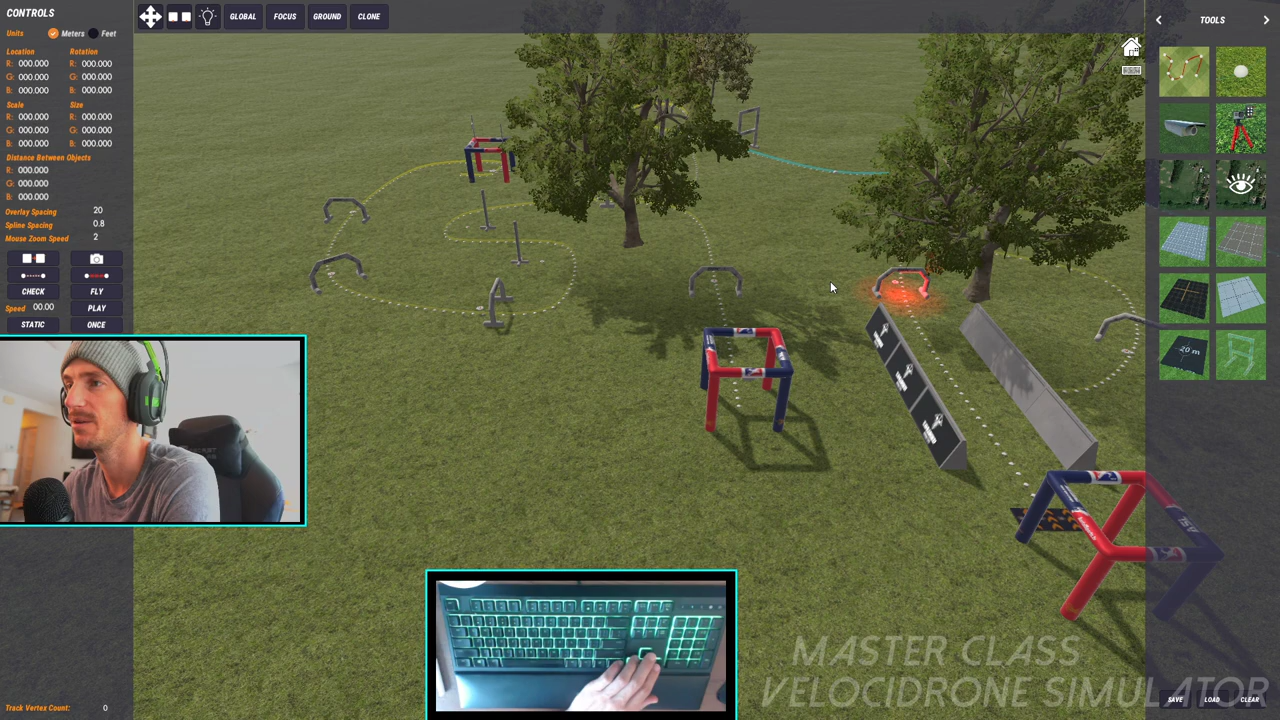 CONTROLS
Units Meters Feet
Location Rotation
R: 000.000 R: 000.000
G: 000.000 G: 000.000
B: 000.000 B: 000.000
Scale Size
R: 000.000 R: 000.000
G: 000.000 G: 000.000
B: 000.000 B: 000.000
Distance Between Objects
R: 000.000
G: 000.000
B: 000.000
Overlay Spacing 20
Spline Spacing 0.8
Mouse Zoom Speed 2
CHECK FLY
Speed 00.00 PLAY
STATIC ONCE
Track Vertex Count: 0
GLOBAL FOCUS GROUND CLONE
TOOLS
20 m
MASTER CLASS
VELOCIDRONE SIMULATOR
SAVE LOAD CLEAR